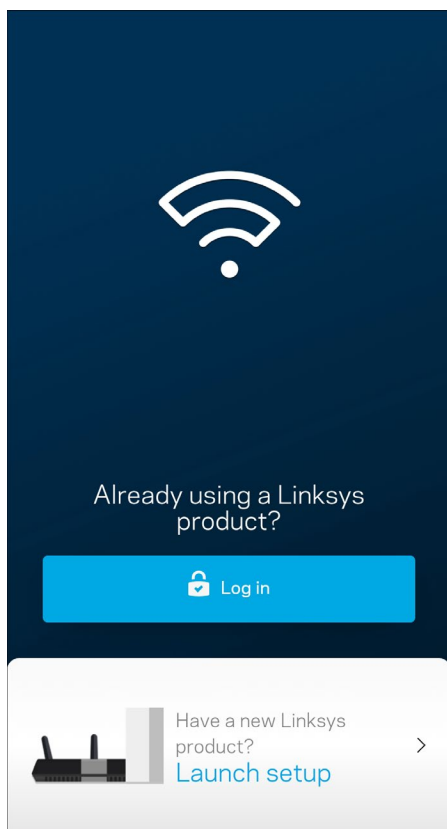 Already using a Linksys
product?
Log in
Have a new Linksys
product?
Launch setup